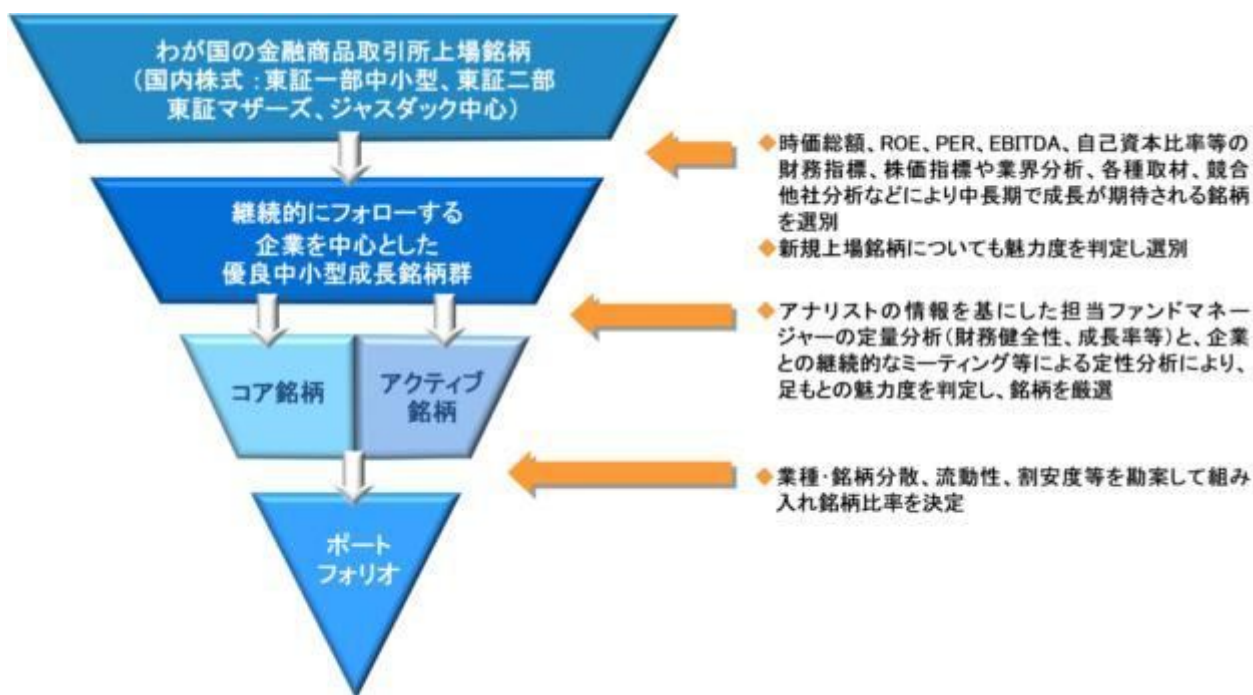 わが国の金融商品取引所上場銘柄
（国内株式：東証一部中小型、東証二部
東証マザーズ、ジャスダック中心）
◆時価総額、ROE、PER、EBITDA、自己資本比率等の
財務指標、株価指標や業界分析、各種取材、競合
他社分析などにより中長期で成長が期待される銘柄
を選別
◆新規上場銘柄についても魅力度を判定し選別
継続的にフォローする
企業を中心とした
優良中小型成長銘柄群
◆アナリストの情報を基にした担当ファンドマネー
ジャーの定量分析（財務健全性、成長率等）と、企業
との継続的なミーティング等による定性分析により、
足もとの魅力度を判定し、銘柄を厳選
コア銘柄
アクティブ
銘柄
◆業種・銘柄分散、流動性、割安度等を勘案して組み
入れ銘柄比率を決定
ポート
フォリオ